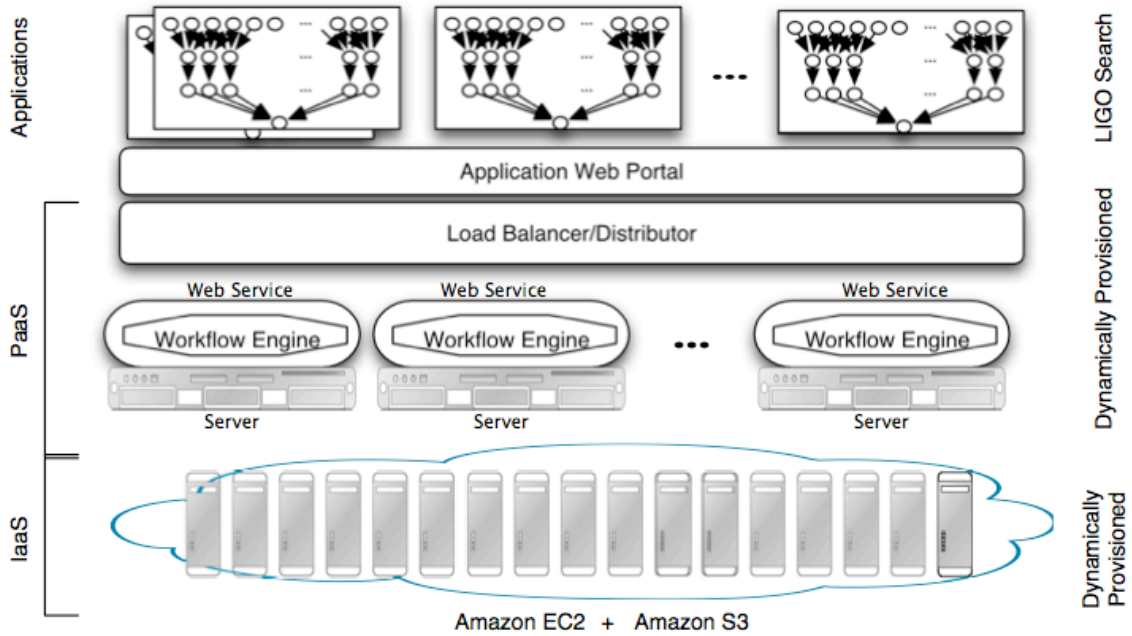 Applications
LIGO Search
...
...
...
...
...
...
...
...
...
...
Application Web Portal
PaaS
Load Balancer/Distributor
Dynamically Provisioned
Web Service
Web Service
Web Service
Workflow Engine
Workflow Engine
...
Workflow Engine
Server
Server
Server
IaaS
Dynamically
Provisioned
Amazon EC2 + Amazon S3